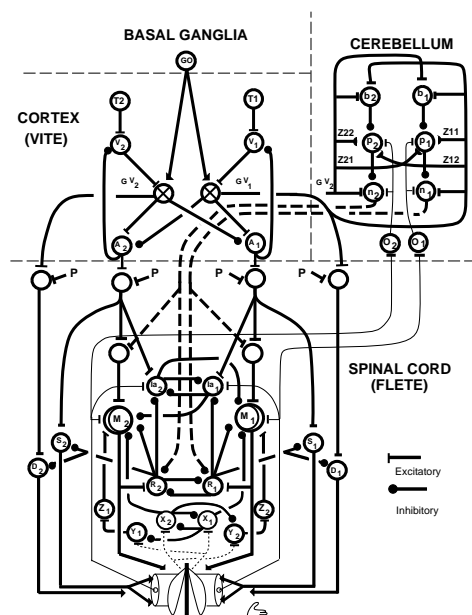 BASAL GANGLIA
GO
CEREBELLUM
CORTEX
(VITE)
T2
T1
b2
b1
V2
V1
Z22
p2
p1
Z11
Z21
Z12
G V2
G V1
G V2
n2
n1
A2
A1
O2
O1
P
P
P
P
SPINAL CORD
(FLETE)
Ia2
Ia1
M2
M1
S2
S1
D2
D1
R2
R1
Excitatory
Inhibitory
Z1
Z2
X2
X1
Y1
Y2